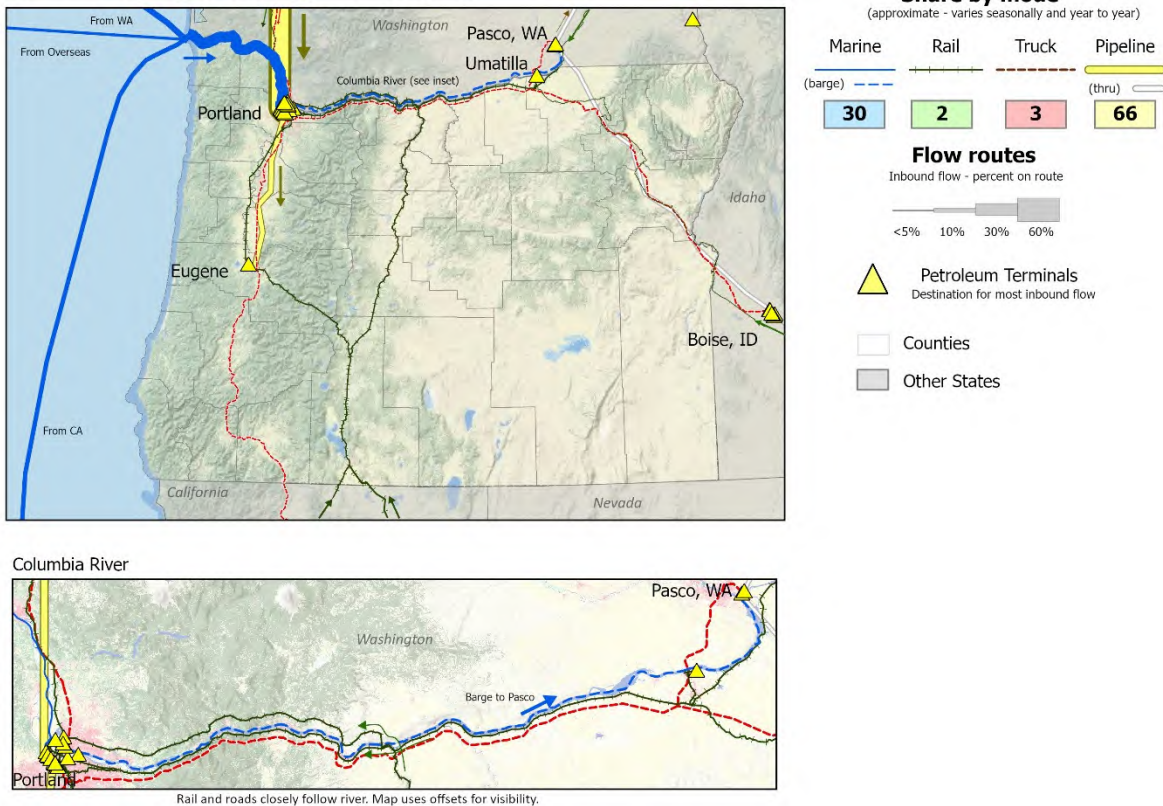 Share by mode
(approximate - varies seasonally and year to year)
Marine
Rail
Truck
Pipeline
(barge)
(thru)
30
2
3
66
Flow routes
Inbound flow - percent on route
<5%
10%
30%
60%
Petroleum Terminals
Destination for most inbound flow
Counties
Other States
From WA
From Overseas
Washington
Pasco, WA
Umatilla
Columbia River (see inset)
Portland
Idaho
Eugene
Boise, ID
From CA
California
Nevada
Columbia River
Pasco, WA
Washington
Barge to Pasco
Portland
Rail and roads closely follow river. Map uses offsets for visibility.